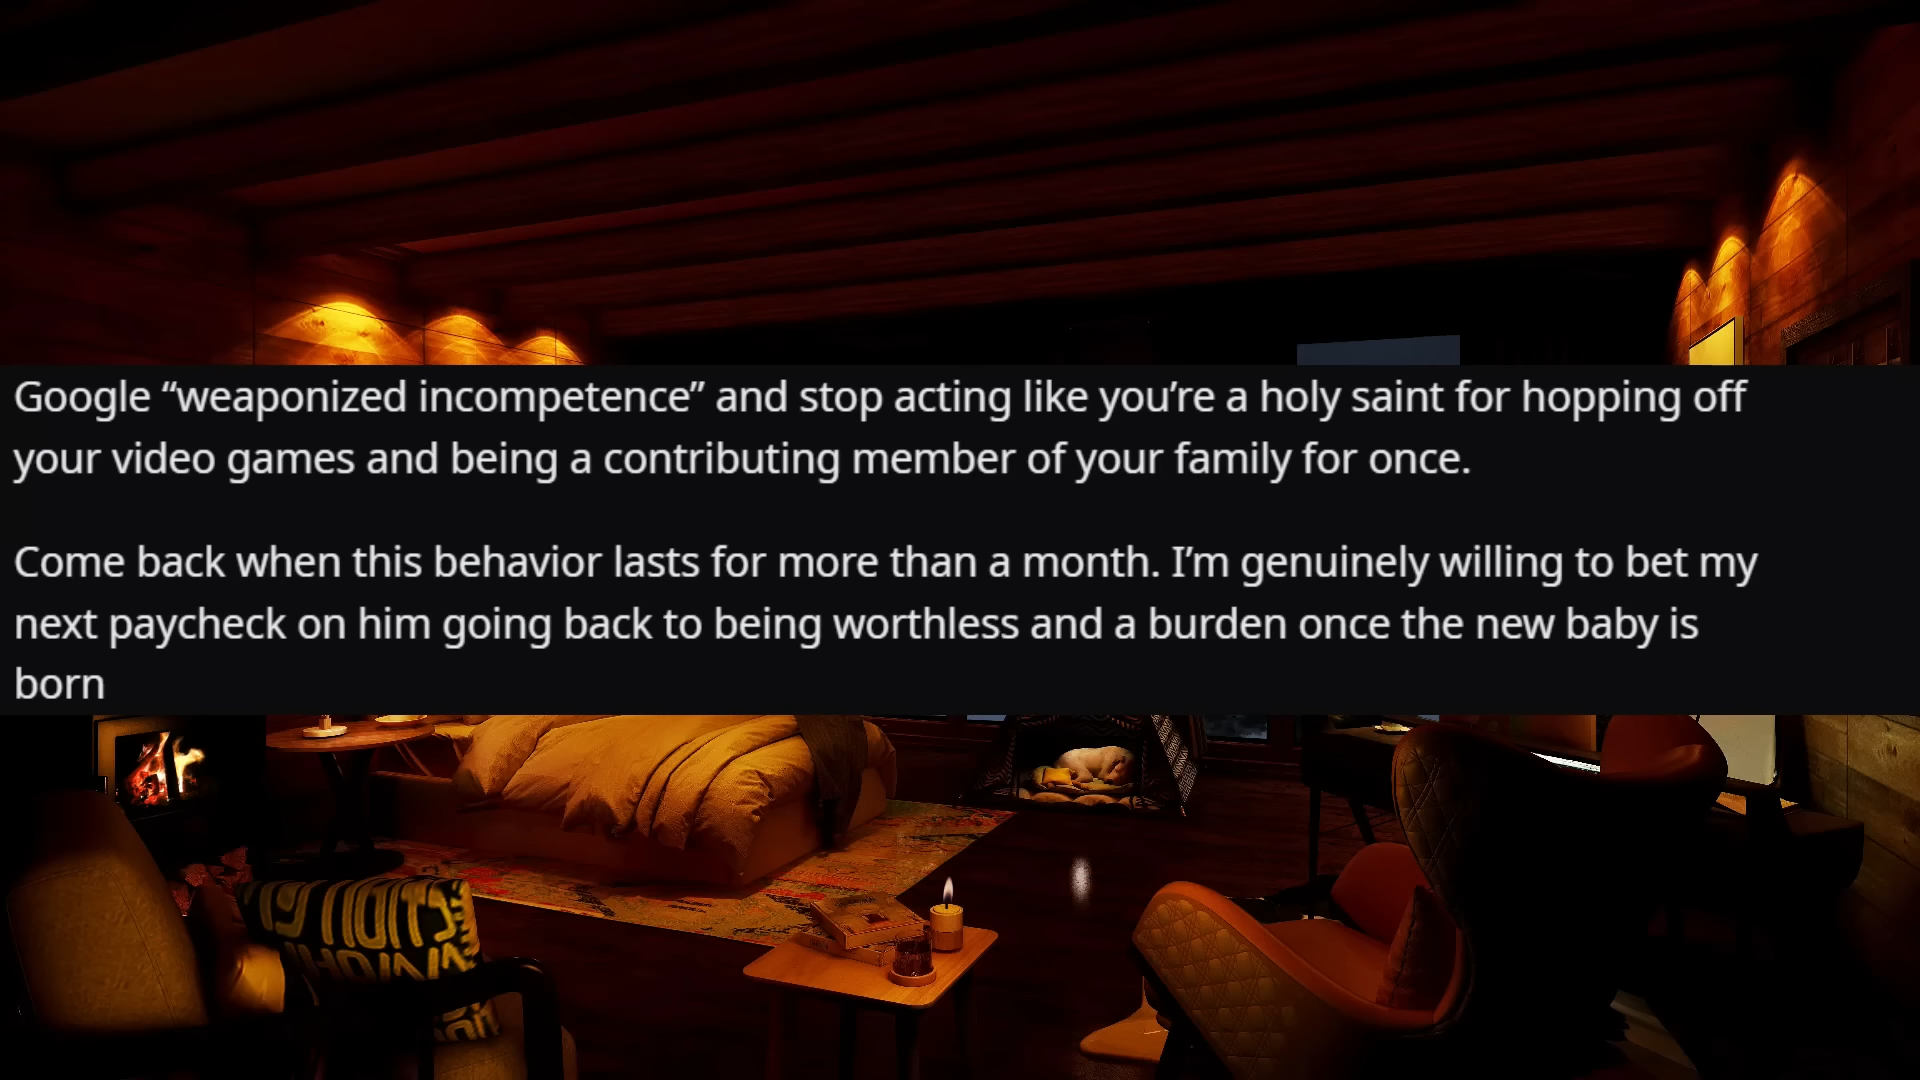 Google “weaponized incompetence” and stop acting like you’re a holy saint for hopping off
your video games and being a contributing member of your family for once.
Come back when this behavior lasts for more than a month. I’m genuinely willing to bet my
next paycheck on him going back to being worthless and a burden once the new baby is
born